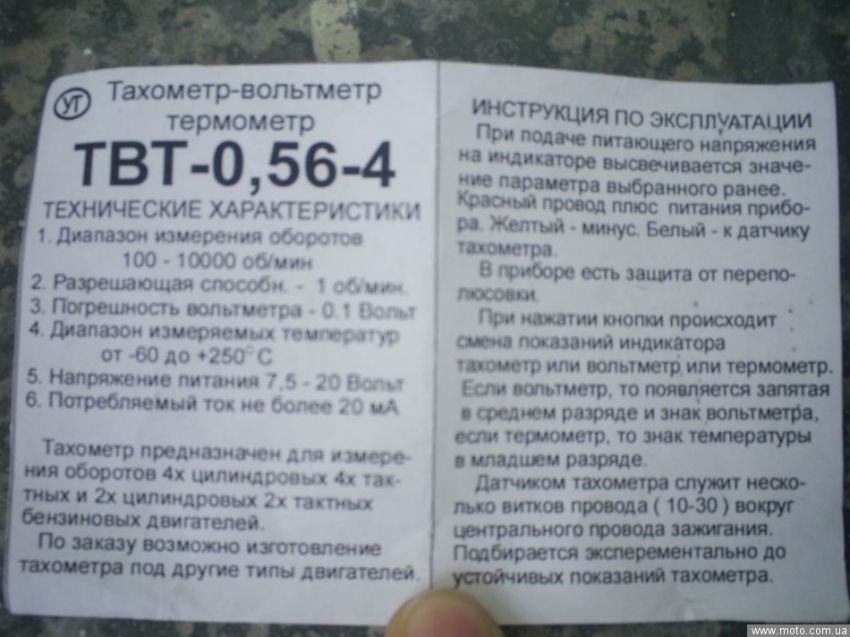 УТ
Тахометр-вольтметр
термометр
ТВТ-0,56-4
ТЕХНИЧЕСКИЕ ХАРАКТЕРИСТИКИ
1. Диапазон измерения оборотов
100 - 10000 об/мин
2. Разрешающая способн. - 1 об/мин.
3. Погрешность вольтметра - 0.1 Вольт
4. Диапазон измеряемых температур
от -60 до +250°С
5. Напряжение питания 7,5 - 20 Вольт
6. Потребляемый ток не более 20 мА
Тахометр предназначен для измере-
ния оборотов 4х цилиндровых 4х так-
тных и 2х цилиндровых 2х тактных
бензиновых двигателей.
По заказу возможно изготовление
тахометра под другие типы двигателей.
ИНСТРУКЦИЯ ПО ЭКСПЛУАТАЦИИ
При подаче питающего напряжения
на индикаторе высвечивается значе-
ние параметра выбранного ранее.
Красный провод плюс питания прибо-
ра. Желтый - минус. Белый - к датчику
тахометра.
В приборе есть защита от перепо-
люсовки.
При нажатии кнопки происходит
смена показаний индикатора
тахометр или вольтметр или термометр.
Если вольтметр, то появляется запятая
в среднем разряде и знак вольтметра,
если термометр, то знак температуры
в младшем разряде.
Датчиком тахометра служит неско-
лько витков провода ( 10-30 ) вокруг
центрального провода зажигания.
Подбирается эксперементально до
устойчивых показаний тахометра.
www.moto.com.ua